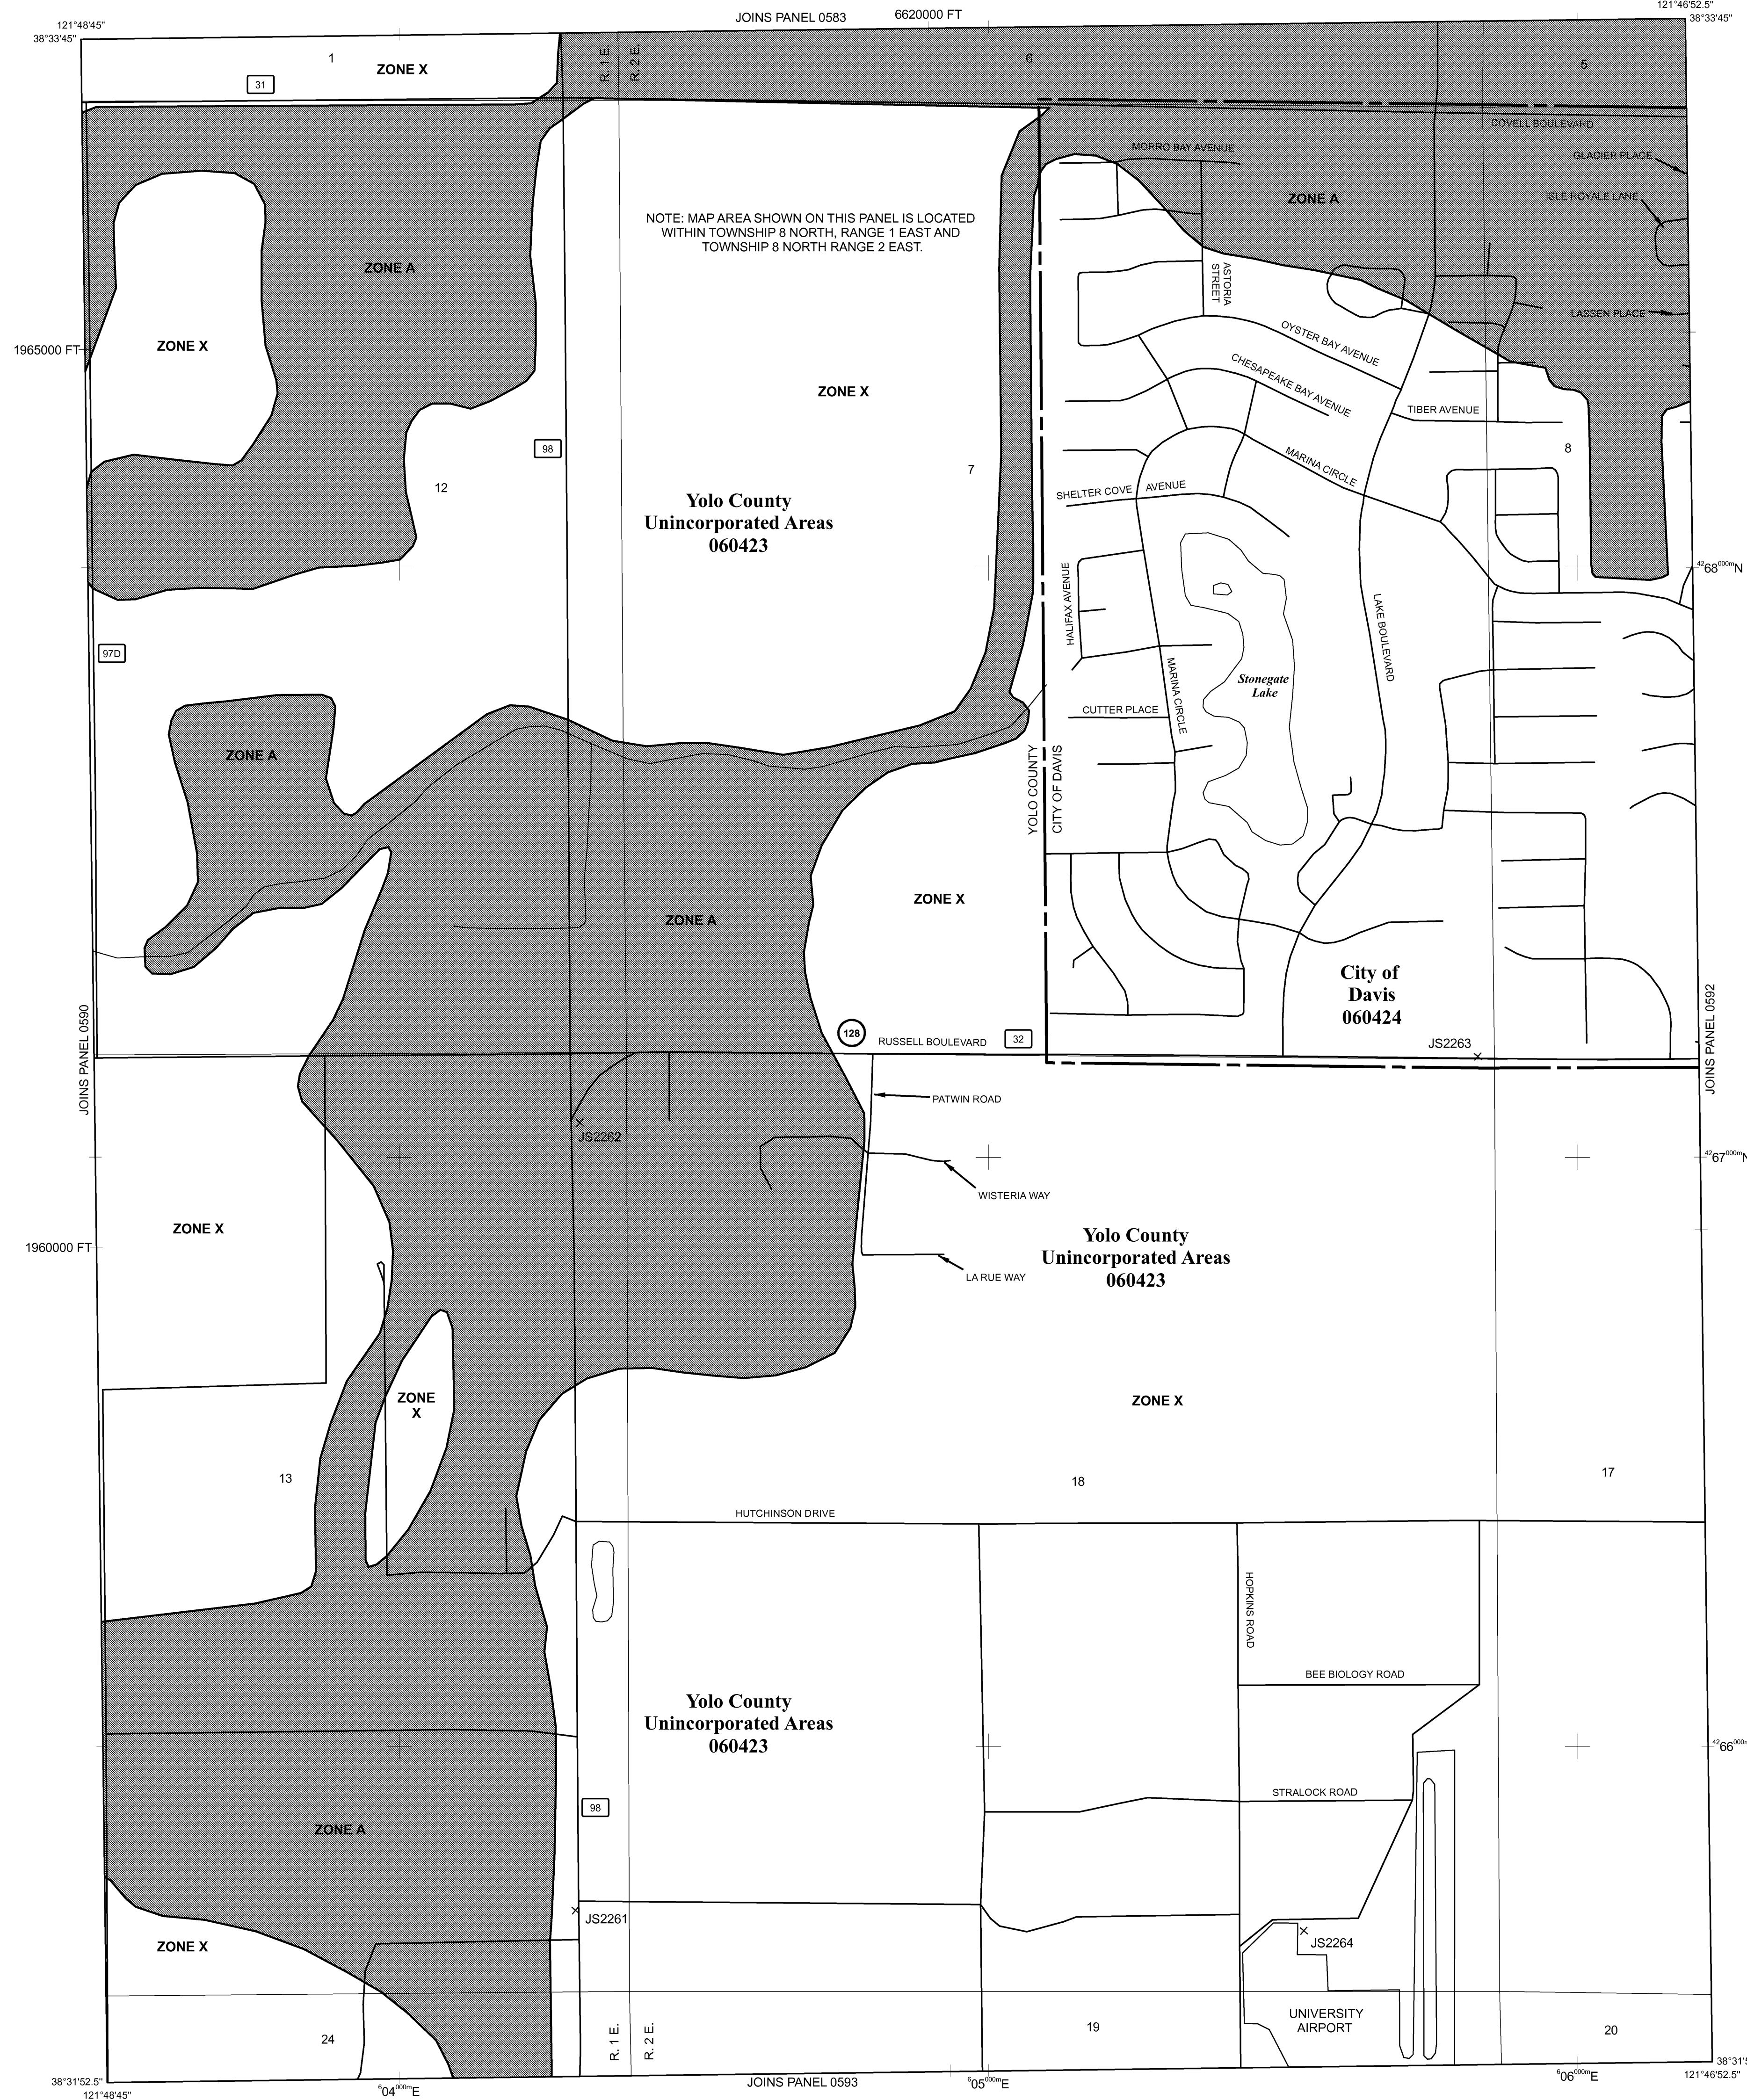 121°48'45"
JOINS PANEL 0583
6620000 FT
121°46'52.5"
38°33'45"
38°33'45"
1
ZONE X
31
R. 1 E.
R. 2 E.
6
5
COVELL BOULEVARD
MORRO BAY AVENUE
GLACIER PLACE
ZONE A
ISLE ROYALE LANE
NOTE: MAP AREA SHOWN ON THIS PANEL IS LOCATED
WITHIN TOWNSHIP 8 NORTH, RANGE 1 EAST AND
TOWNSHIP 8 NORTH RANGE 2 EAST.
ZONE A
ASTORIA
STREET
LASSEN PLACE
OYSTER BAY AVENUE
ZONE X
1965000 FT
CHESAPEAKE BAY AVENUE
ZONE X
TIBER AVENUE
98
7
8
12
MARINA CIRCLE
SHELTER COVE AVENUE
Yolo County
Unincorporated Areas
060423
4268000mN
HALIFAX AVENUE
LAKE BOULEVARD
97D
MARINA CIRCLE
Stonegate
Lake
CUTTER PLACE
ZONE A
YOLO COUNTY
CITY OF DAVIS
ZONE X
ZONE A
City of
Davis
060424
JOINS PANEL 0590
JOINS PANEL 0592
128
RUSSELL BOULEVARD
32
JS2263
PATWIN ROAD
JS2262
4267000mN
WISTERIA WAY
ZONE X
Yolo County
Unincorporated Areas
060423
1960000 FT
LA RUE WAY
ZONE
X
ZONE X
13
18
17
HUTCHINSON DRIVE
HOPKINS ROAD
BEE BIOLOGY ROAD
Yolo County
Unincorporated Areas
060423
4266000m
STRALOCK ROAD
98
ZONE A
JS2261
ZONE X
JS2264
UNIVERSITY
AIRPORT
24
R. 1 E.
R. 2 E.
19
20
38°31'52.5"
JOINS PANEL 0593
121°48'45"
604000mE
605000mE
606000mE
121°46'52.5"